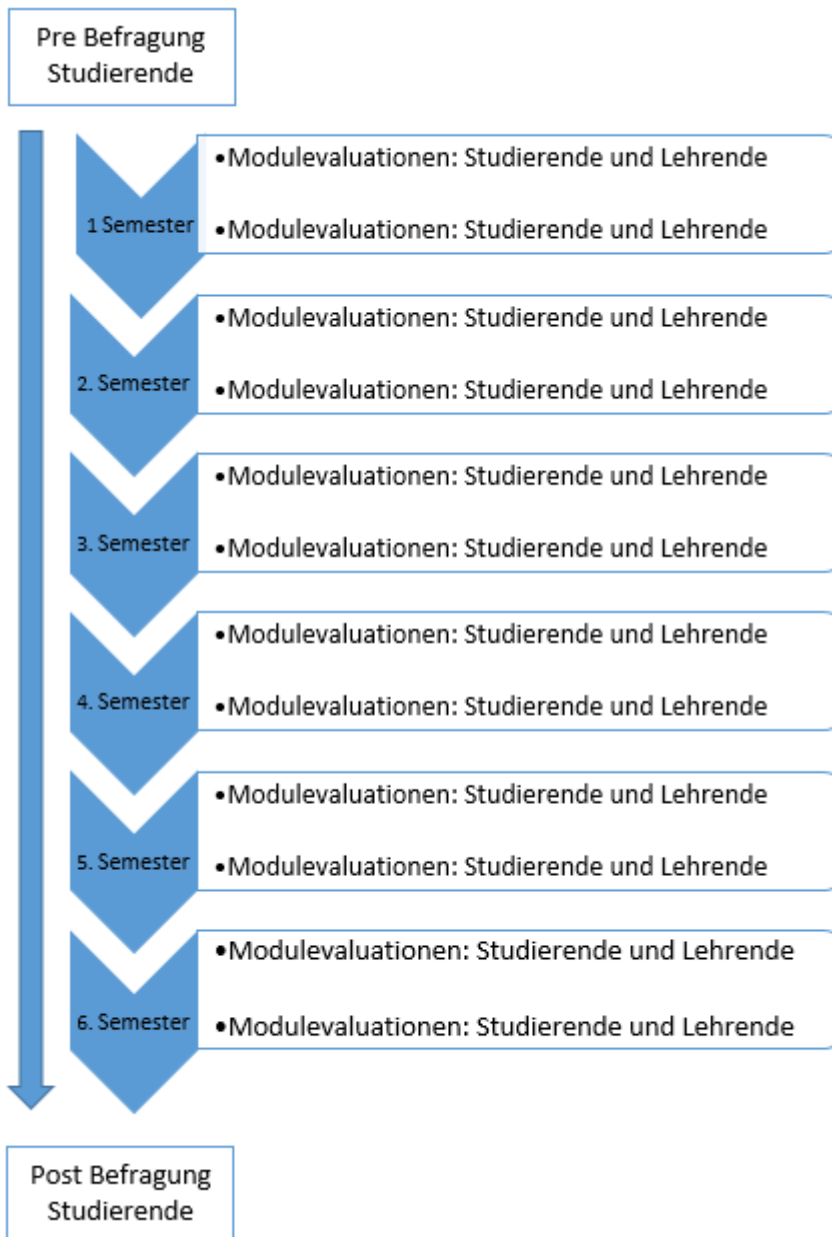 Pre Befragung
Studierende
1 Semester
•Modulevaluationen: Studierende und Lehrende
•Modulevaluationen: Studierende und Lehrende
2. Semester
•Modulevaluationen: Studierende und Lehrende
•Modulevaluationen: Studierende und Lehrende
3. Semester
•Modulevaluationen: Studierende und Lehrende
•Modulevaluationen: Studierende und Lehrende
4. Semester
•Modulevaluationen: Studierende und Lehrende
•Modulevaluationen: Studierende und Lehrende
5. Semester
•Modulevaluationen: Studierende und Lehrende
•Modulevaluationen: Studierende und Lehrende
6. Semester
•Modulevaluationen: Studierende und Lehrende
•Modulevaluationen: Studierende und Lehrende
Post Befragung
Studierende